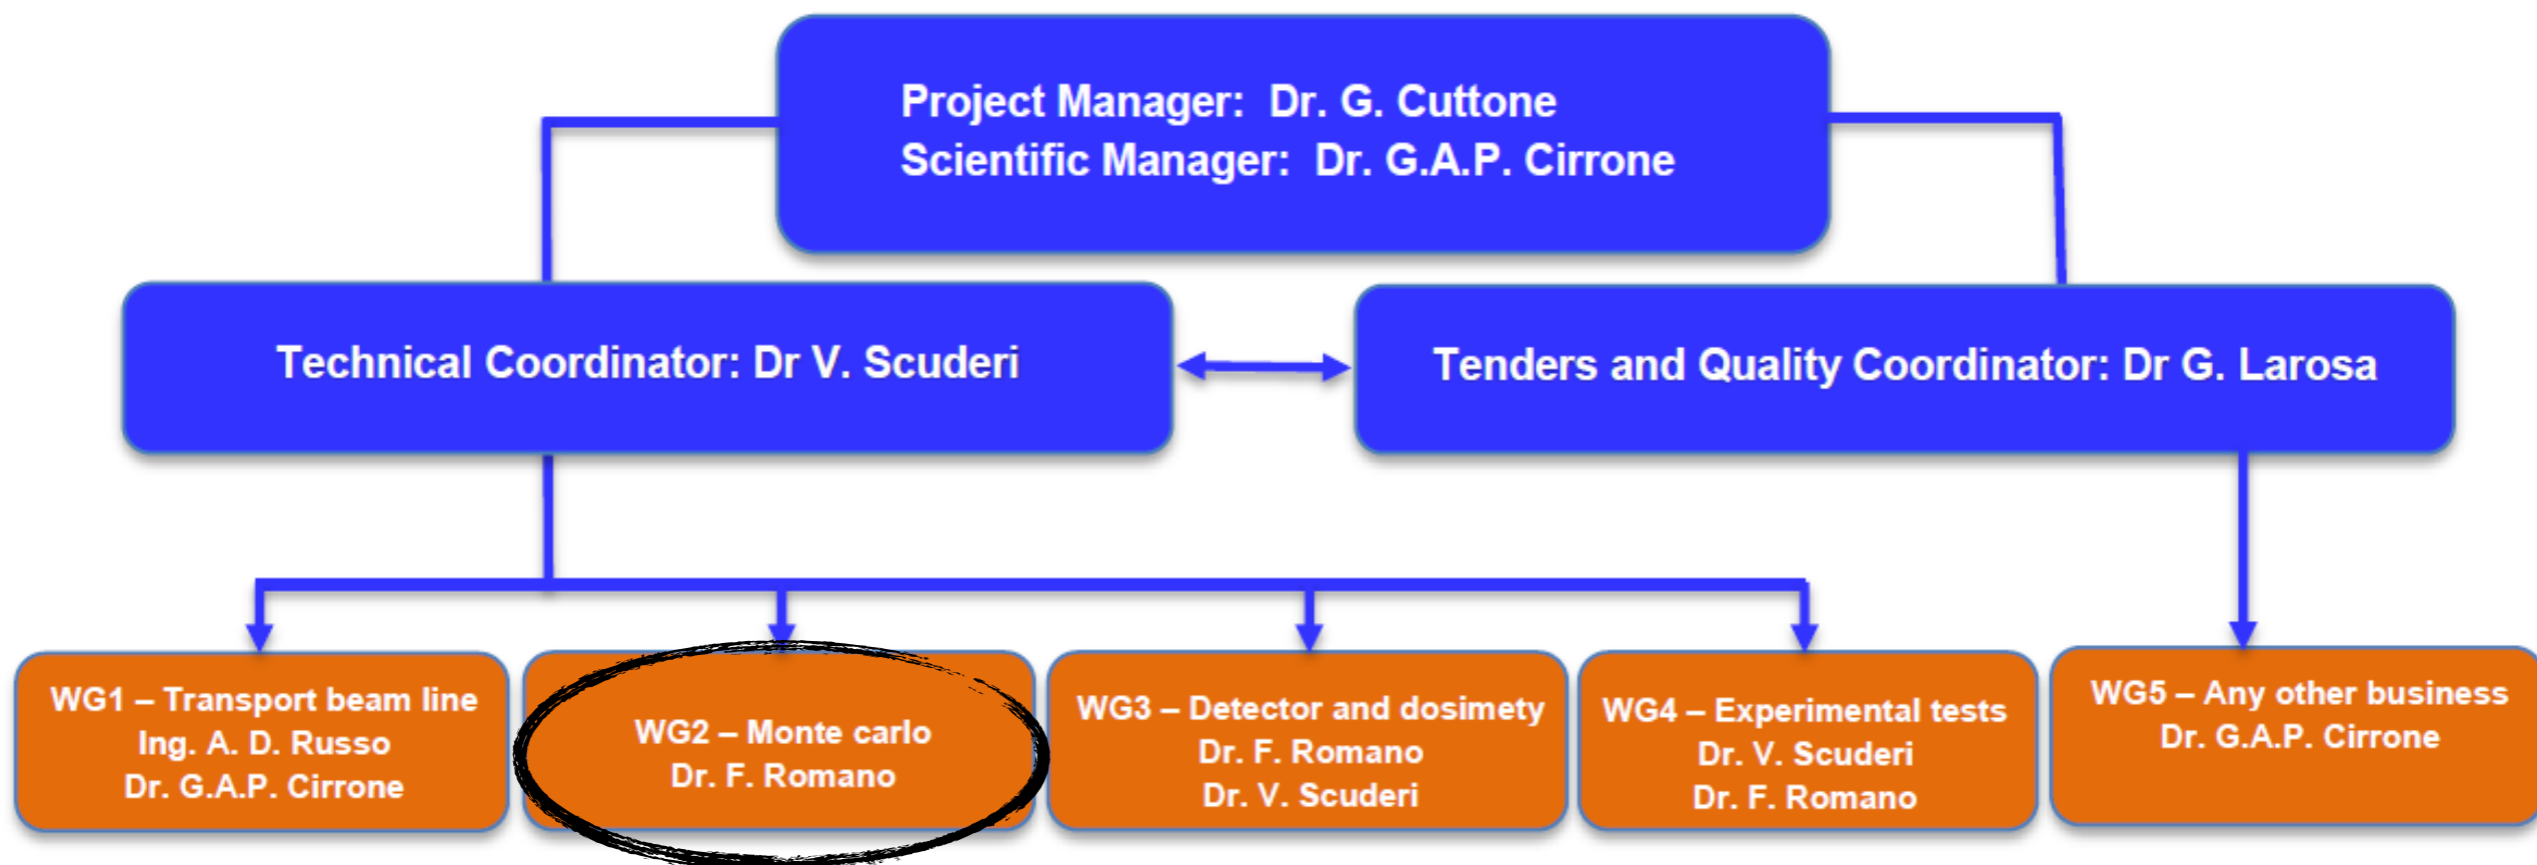 Project Manager:  Dr. G. Cuttone
Scientific Manager:  Dr. G.A.P. Cirrone
Technical Coordinator: Dr V. Scuderi
Tenders and Quality Coordinator: Dr G. Larosa
WG1 – Transport beam line
Ing. A. D. Russo
Dr. G.A.P. Cirrone
WG2 – Monte carlo
Dr. F. Romano
WG3 – Detector and dosimety
Dr. F. Romano
Dr. V. Scuderi
WG4 – Experimental tests
Dr. V. Scuderi
Dr. F. Romano
WG5 – Any other business
Dr. G.A.P. Cirrone